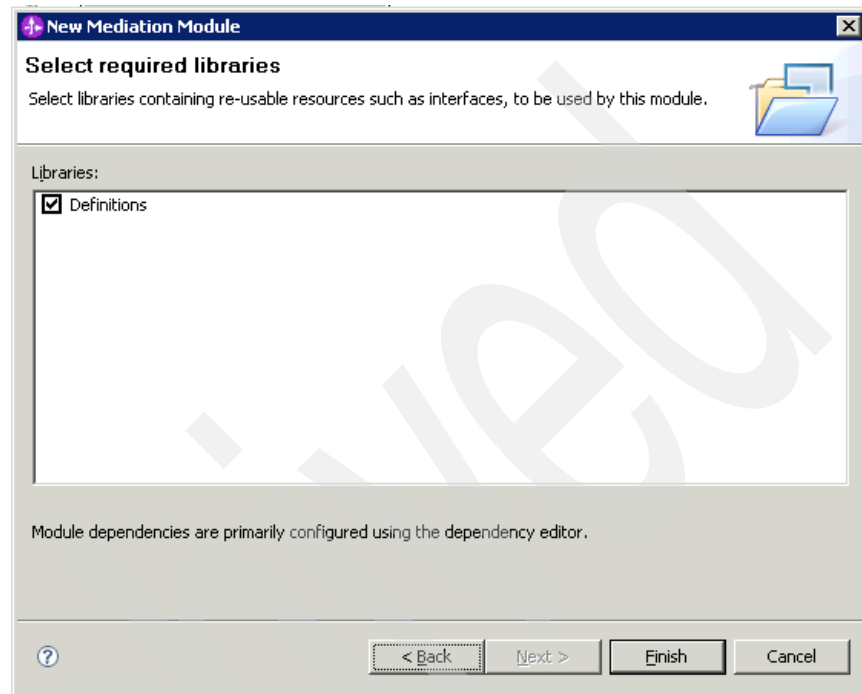 New Mediation Module
Select required libraries
Select libraries containing re-usable resources such as interfaces, to be used by this module.
Libraries:
Definitions
Module dependencies are primarily configured using the dependency editor.
< Back
Next >
Finish
Cancel